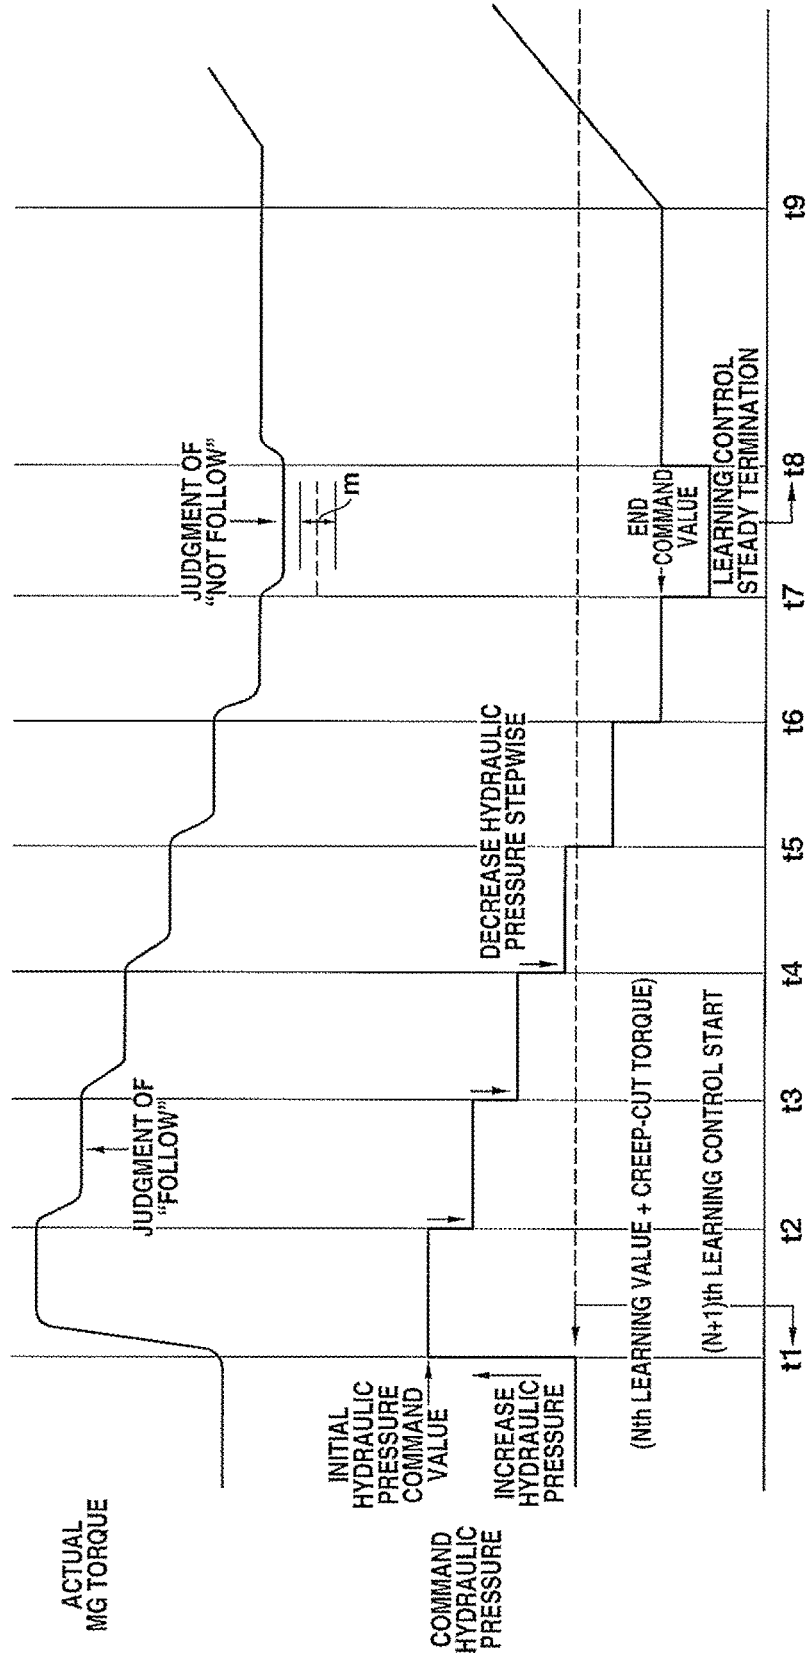 ACTUAL
MG TORQUE
JUDGMENT OF
"FOLLOW"
JUDGMENT OF
"NOT FOLLOW"
m
COMMAND
HYDRAULIC
PRESSURE
INITIAL
HYDRAULIC
PRESSURE
COMMAND
VALUE
INCREASE
HYDRAULIC
PRESSURE
DECREASE HYDRAULIC
PRESSURE STEPWISE
END
COMMAND
VALUE
(Nth LEARNING VALUE + CREEP-CUT TORQUE)
(N+1)th LEARNING CONTROL START
LEARNING CONTROL
STEADY TERMINATION
t1 t2 t3 t4 t5 t6 t7 t8 t9